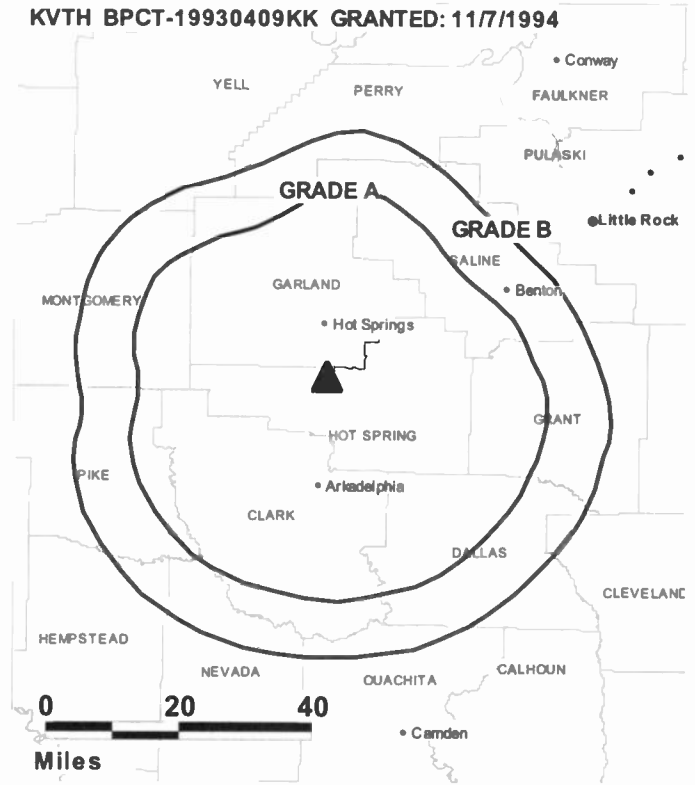 KVTH BPCT-19930409KK GRANTED: 11/7/1994
Conway
YELL
PERRY
FAULKNER
PULASKI
GRADE A
Little Rock
GRADE B
SALINE
GARLAND
Benton
MONTGOMERY
Hot Springs
GRANT
HOT SPRING
PIKE
Arkadelphia
CLARK
DALLAS
CLEVELAND
HEMPSTEAD
NEVADA
CALHOUN
OUACHITA
0 20 40
Camden
Miles